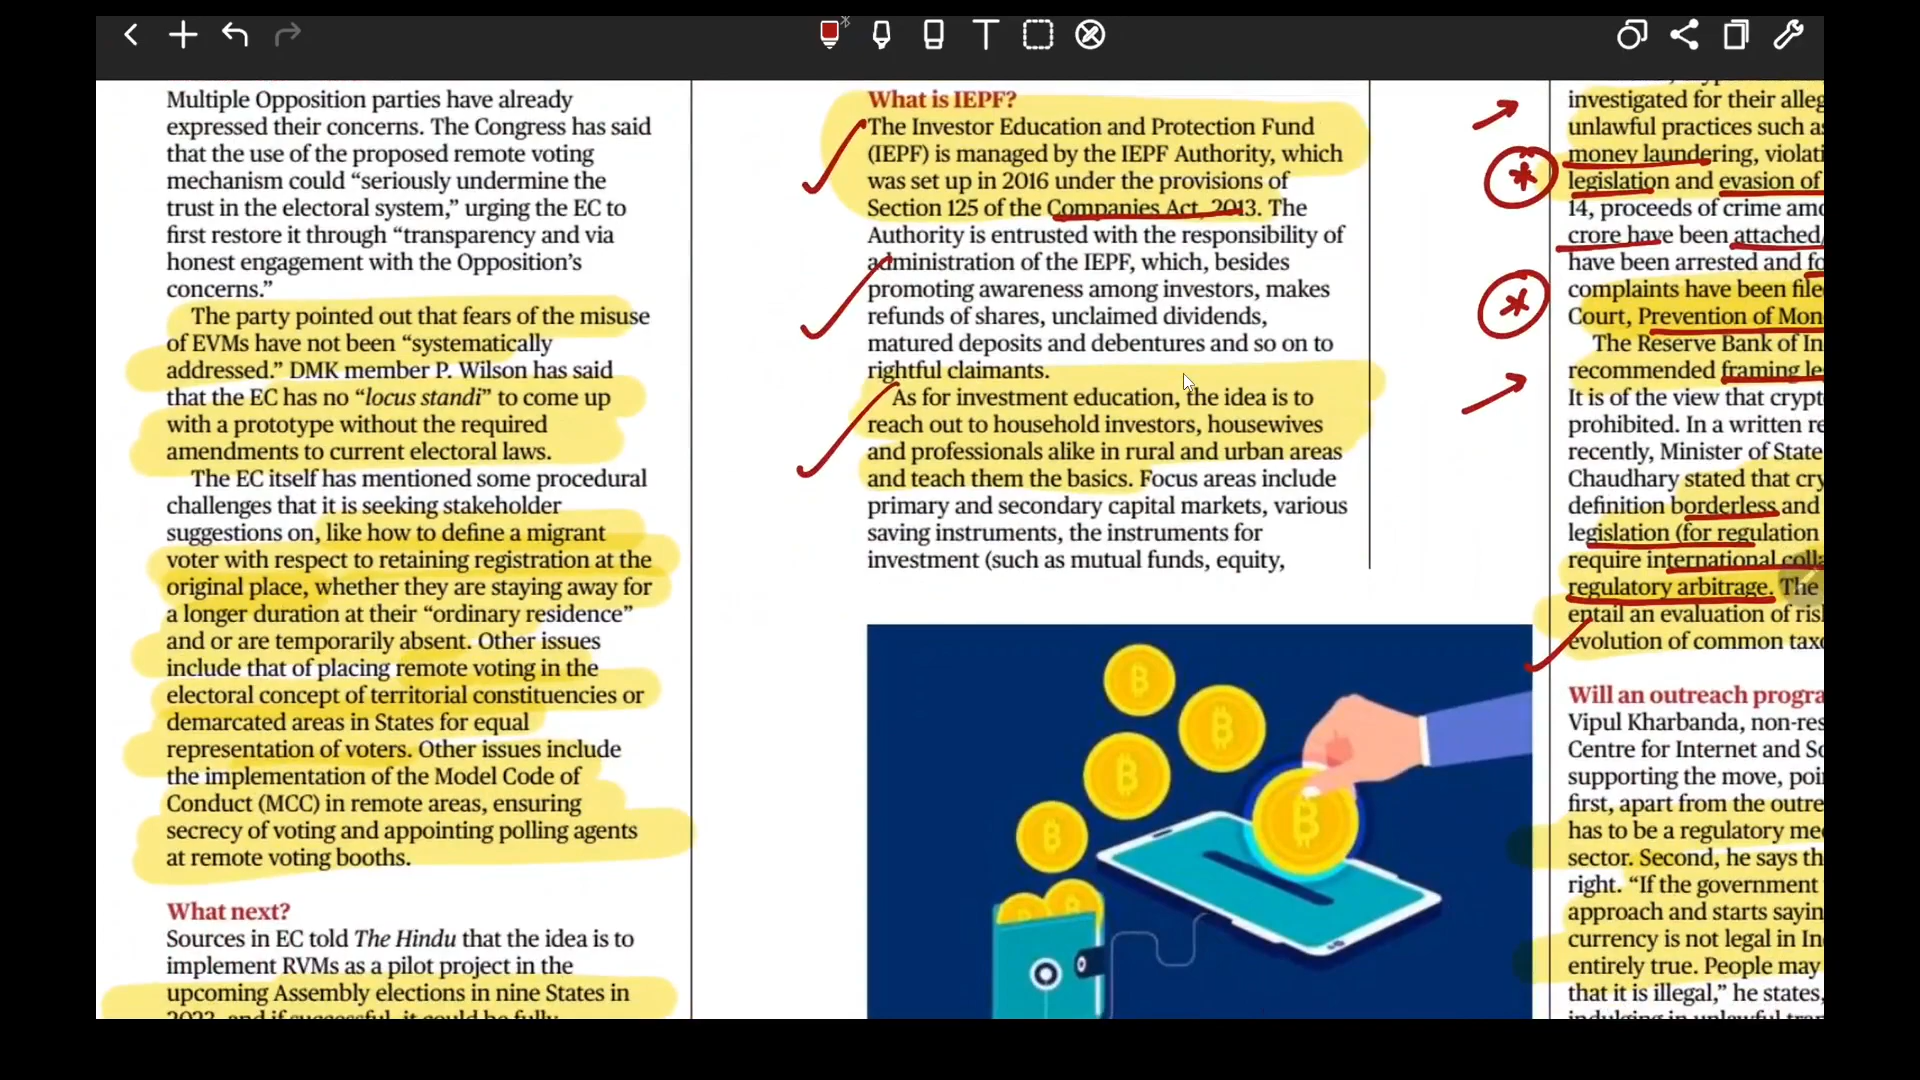 Multiple Opposition parties have already
expressed their concerns. The Congress has said
that the use of the proposed remote voting
mechanism could “seriously undermine the
trust in the electoral system,” urging the EC to
first restore it through “transparency and via
honest engagement with the Opposition’s
concerns.”
The party pointed out that fears of the misuse
of EVMs have not been “systematically
addressed.” DMK member P. Wilson has said
that the EC has no “locus standi” to come up
with a prototype without the required
amendments to current electoral laws.
The EC itself has mentioned some procedural
challenges that it is seeking stakeholder
suggestions on, like how to define a migrant
voter with respect to retaining registration at the
original place, whether they are staying away for
a longer duration at their “ordinary residence”
and or are temporarily absent. Other issues
include that of placing remote voting in the
electoral concept of territorial constituencies or
demarcated areas in States for equal
representation of voters. Other issues include
the implementation of the Model Code of
Conduct (MCC) in remote areas, ensuring
secrecy of voting and appointing polling agents
at remote voting booths.
What next?
Sources in EC told The Hindu that the idea is to
implement RVMs as a pilot project in the
upcoming Assembly elections in nine States in
2023, and if successful, it could be fully
What is IEPF?
The Investor Education and Protection Fund
(IEPF) is managed by the IEPF Authority, which
was set up in 2016 under the provisions of
Section 125 of the Companies Act, 2013. The
Authority is entrusted with the responsibility of
administration of the IEPF, which, besides
promoting awareness among investors, makes
refunds of shares, unclaimed dividends,
matured deposits and debentures and so on to
rightful claimants.
As for investment education, the idea is to
reach out to household investors, housewives
and professionals alike in rural and urban areas
and teach them the basics. Focus areas include
primary and secondary capital markets, various
saving instruments, the instruments for
investment (such as mutual funds, equity,
investigated for their alleg
unlawful practices such as
money laundering, violati
legislation and evasion of
14, proceeds of crime amo
crore have been attached/
have been arrested and fo
complaints have been file
Court, Prevention of Mon
The Reserve Bank of In
recommended framing le
It is of the view that crypt
prohibited. In a written re
recently, Minister of State
Chaudhary stated that cry
definition borderless and
legislation (for regulation
require international colla
regulatory arbitrage. The
entail an evaluation of ris
evolution of common taxo
Will an outreach progra
Vipul Kharbanda, non-res
Centre for Internet and So
supporting the move, poi
first, apart from the outre
has to be a regulatory me
sector. Second, he says th
right. “If the government
approach and starts sayin
currency is not legal in In
entirely true. People may
that it is illegal,” he states,
indulging in unlawful tran